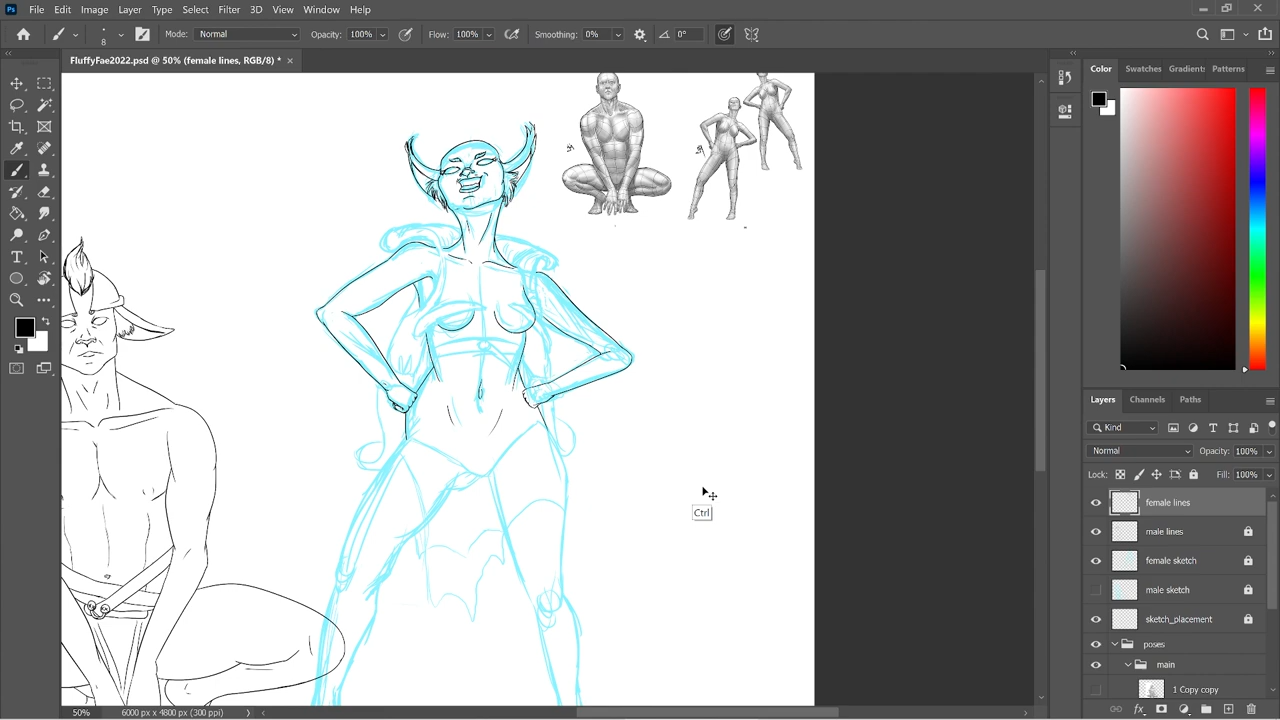 Ps File Edit Image Layer Type Select Filter 3D View Window Help
8 Mode: Normal Opacity: 100% Flow: 100% Smoothing: 0% 0°
FluffyFae2022.psd @ 50% (female lines, RGB/8) *
Color Swatches Gradient: Patterns
Ctrl
Layers Channels Paths
Kind
Normal Opacity: 100%
Lock: Fill: 100%
female lines
male lines
female sketch
male sketch
sketch_placement
poses
main
1 Copy copy
50% 6000 px x 4800 px (300 ppi)